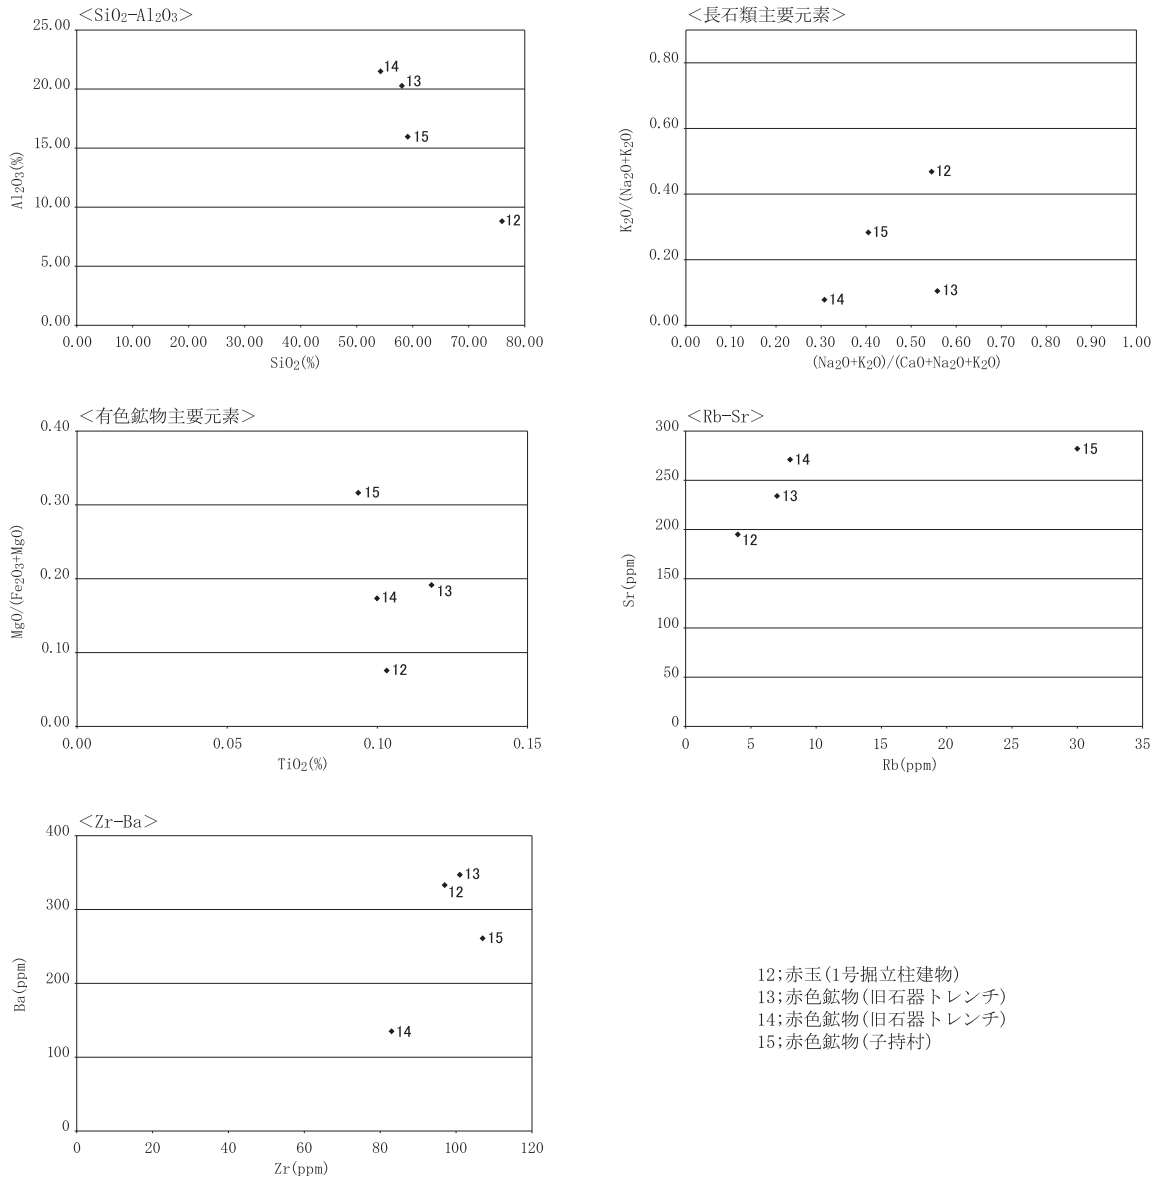 ＜SiO₂−Al₂O₃＞
25.00
20.00
15.00
10.00
5.00
0.00
Al₂O₃(%)
14
13
15
12
0.00 10.00 20.00 30.00 40.00 50.00 60.00 70.00 80.00
SiO₂(%)
＜長石類主要元素＞
0.80
0.60
0.40
0.20
0.00
K₂O/(Na₂O+K₂O)
12
15
13
14
0.00 0.10 0.20 0.30 0.40 0.50 0.60 0.70 0.80 0.90 1.00
(Na₂O+K₂O)/(CaO+Na₂O+K₂O)
＜有色鉱物主要元素＞
0.40
0.30
0.20
0.10
0.00
MgO/(Fe₂O₃+MgO)
15
13
14
12
0.00 0.05 0.10 0.15
TiO₂(%)
＜Rb−Sr＞
300
250
200
150
100
50
0
Sr(ppm)
15
14
13
12
0 5 10 15 20 25 30 35
Rb(ppm)
＜Zr−Ba＞
400
300
200
100
0
Ba(ppm)
13
12
15
14
0 20 40 60 80 100 120
Zr(ppm)
12;赤玉(1号掘立柱建物)
13;赤色鉱物(旧石器トレンチ)
14;赤色鉱物(旧石器トレンチ)
15;赤色鉱物(子持村)